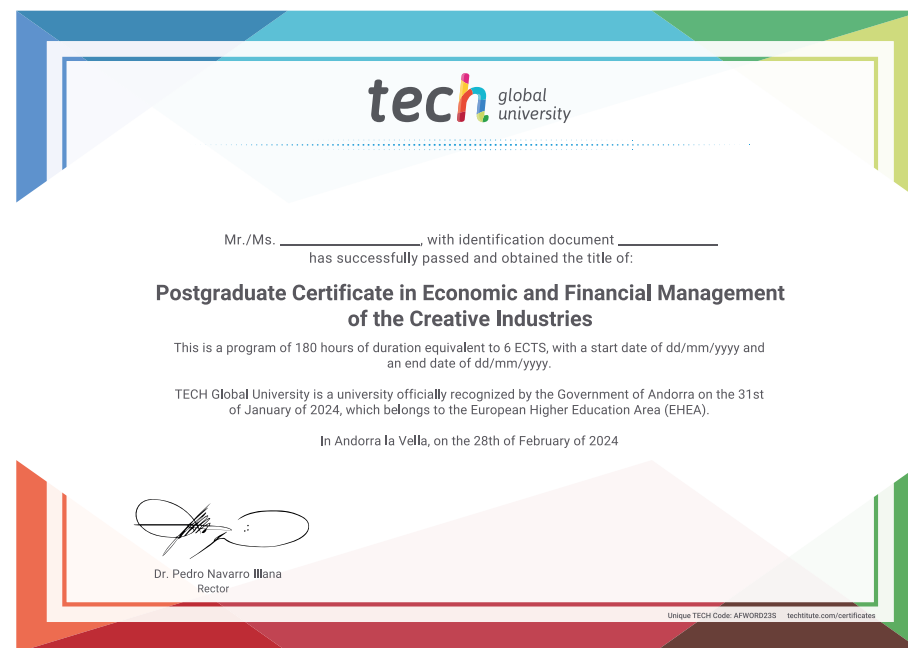 tech global
university
Mr./Ms. ____________________, with identification document ______________
has successfully passed and obtained the title of:
Postgraduate Certificate in Economic and Financial Management
of the Creative Industries
This is a program of 180 hours of duration equivalent to 6 ECTS, with a start date of dd/mm/yyyy and
an end date of dd/mm/yyyy.
TECH Global University is a university officially recognized by the Government of Andorra on the 31st
of January of 2024, which belongs to the European Higher Education Area (EHEA).
In Andorra la Vella, on the 28th of February of 2024
Dr. Pedro Navarro Illana
Rector
Unique TECH Code: AFWORD23S techtitute.com/certificates